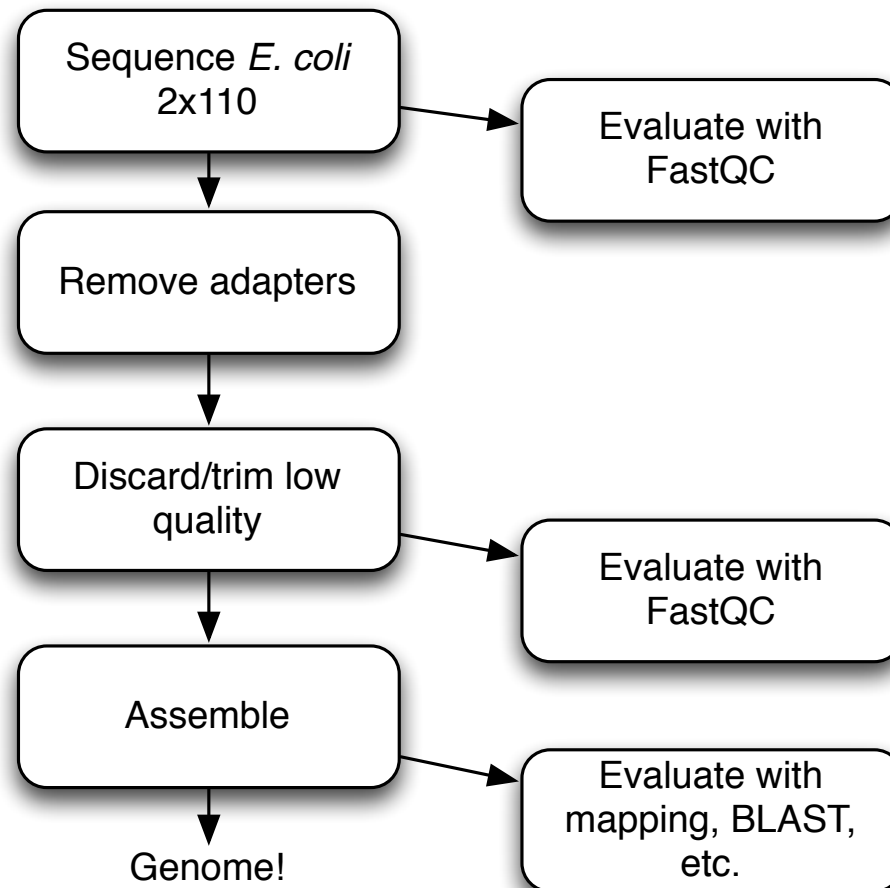 Sequence E. coli
2x110
Evaluate with
FastQC
Remove adapters
Discard/trim low
quality
Evaluate with
FastQC
Assemble
Evaluate with
mapping, BLAST,
etc.
Genome!